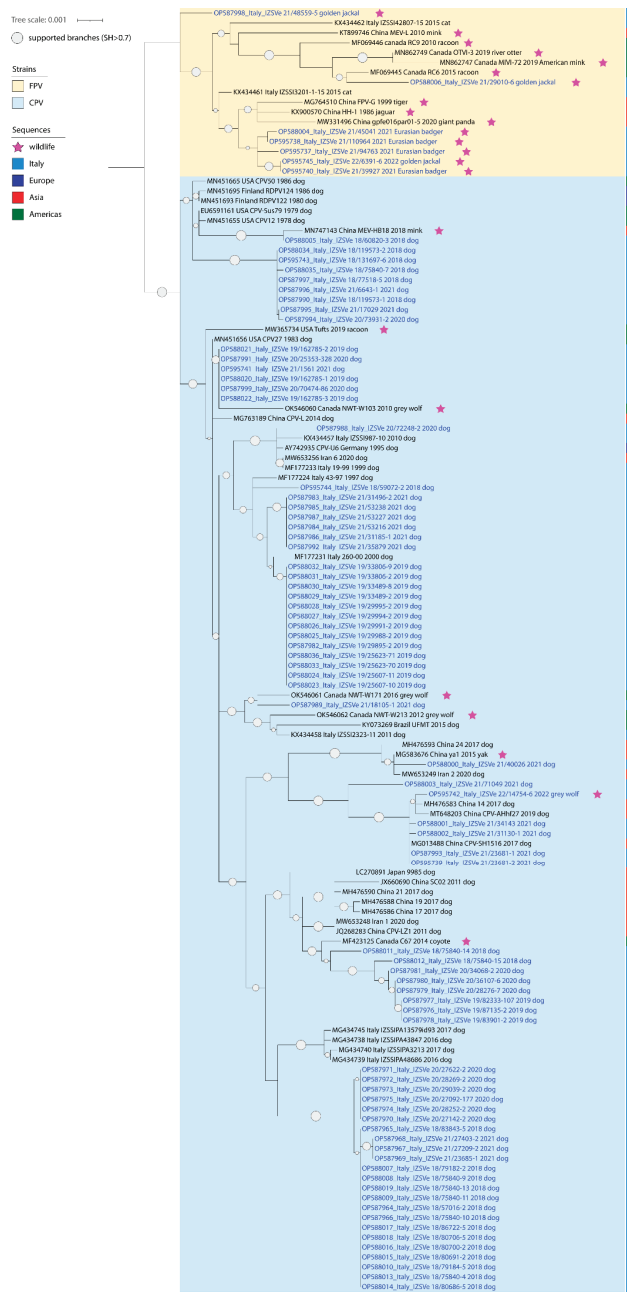 Tree scale: 0.001
supported branches (SH>0.7)
Strains
FPV
CPV
Sequences
wildlife
Italy
Europe
Asia
Americas
OP587998_Italy_IZSVe 21/48559-5 golden jackal
KX434462 Italy IZSSI42807-15 2015 cat
KT899746 China MEV-L 2010 mink
MF069446 canada RC9 2010 racoon
MN862749 Canada OTVI-3 2019 river otter
MN862747 Canada MIVI-72 2019 American mink
MF069445 Canada RC6 2015 racoon
OP588006_Italy_IZSVe 21/29010-6 golden jackal
KX434461 Italy IZSSI3201-1-15 2015 cat
MG764510 China FPV-G 1999 tiger
KX900570 China HH-1 1986 jaguar
MW331496 China gpfe016par01-5 2020 giant panda
OP588004_Italy_IZSVe 21/45041 2021 Eurasian badger
OP595738_Italy_IZSVe 21/110964 2021 Eurasian badger
OP595737_Italy_IZSVe 21/94763 2021 Eurasian badger
OP595745_Italy_IZSVe 22/6391-6 2022 golden jackal
OP595740_Italy_IZSVe 21/39927 2021 Eurasian badger
MN451665 USA CPV50 1986 dog
MN451695 Finland RDPV124 1986 dog
MN451693 Finland RDPV122 1980 dog
EU6591161 USA CPV-Sus79 1979 dog
MN451655 USA CPV12 1978 dog
MN747143 China MEV-HB18 2018 mink
OP588005_Italy_IZSVe 18/60820-3 2018 dog
OP588034_Italy_IZSVe 18/119573-2 2018 dog
OP595743_Italy_IZSVe 18/131697-6 2018 dog
OP588035_Italy_IZSVe 18/75840-7 2018 dog
OP587997_Italy_IZSVe 18/77518-5 2018 dog
OP587996_Italy_IZSVe 21/6643-1 2021 dog
OP587990_Italy_IZSVe 18/119573-1 2018 dog
OP587995_Italy_IZSVe 21/17029 2021 dog
OP587994_Italy_IZSVe 20/73931-2 2020 dog
MW365734 USA Tufts 2019 racoon
MN451656 USA CPV27 1983 dog
OP588021_Italy_IZSVe 19/162785-2 2019 dog
OP587991_Italy_IZSVe 20/25353-328 2020 dog
OP595741_Italy_IZSVe 21/1561 2021 dog
OP588020_Italy_IZSVe 19/162785-1 2019 dog
OP587999_Italy_IZSVe 20/70474-86 2020 dog
OP588022_Italy_IZSVe 19/162785-3 2019 dog
OK546060 Canada NWT-W103 2010 grey wolf
MG763189 China CPV-L 2014 dog
OP587988_Italy_IZSVe 20/72248-2 2020 dog
KX434457 Italy IZSSI987-10 2010 dog
AY742935 CPV-U6 Germany 1995 dog
MW653256 Iran 6 2020 dog
MF177233 Italy 19-99 1999 dog
MF177224 Italy 43-97 1997 dog
OP595744_Italy_IZSVe 18/59072-2 2018 dog
OP587983_Italy_IZSVe 21/31496-2 2021 dog
OP587985_Italy_IZSVe 21/53238 2021 dog
OP587987_Italy_IZSVe 21/53227 2021 dog
OP587984_Italy_IZSVe 21/53216 2021 dog
OP587986_Italy_IZSVe 21/31185-1 2021 dog
OP587992_Italy_IZSVe 21/35879 2021 dog
MF177231 Italy 260-00 2000 dog
OP588032_Italy_IZSVe 19/33806-9 2019 dog
OP588031_Italy_IZSVe 19/33806-2 2019 dog
OP588030_Italy_IZSVe 19/33489-8 2019 dog
OP588029_Italy_IZSVe 19/33489-2 2019 dog
OP588028_Italy_IZSVe 19/29995-2 2019 dog
OP588027_Italy_IZSVe 19/29994-2 2019 dog
OP588026_Italy_IZSVe 19/29991-2 2019 dog
OP588025_Italy_IZSVe 19/29988-2 2019 dog
OP587982_Italy_IZSVe 19/29895-2 2019 dog
OP588036_Italy_IZSVe 19/25623-71 2019 dog
OP588033_Italy_IZSVe 19/25623-70 2019 dog
OP588024_Italy_IZSVe 19/25607-11 2019 dog
OP588023_Italy_IZSVe 19/25607-10 2019 dog
OK546061 Canada NWT-W171 2016 grey wolf
OP587989_Italy_IZSVe 21/18105-1 2021 dog
OK546062 Canada NWT-W213 2012 grey wolf
KY073269 Brazil UFMT 2015 dog
KX434458 Italy IZSSI2323-11 2011 dog
MH476593 China 24 2017 dog
MG583676 China ya1 2015 yak
OP588000_Italy_IZSVe 21/40026 2021 dog
MW653249 Iran 2 2020 dog
OP588003_Italy_IZSVe 21/71049 2021 dog
OP595742_Italy_IZSVe 22/14754-6 2022 grey wolf
MH476583 China 14 2017 dog
MT648203 China CPV-AHhf27 2019 dog
OP588001_Italy_IZSVe 21/34143 2021 dog
OP588002_Italy_IZSVe 21/31130-1 2021 dog
MG013488 China CPV-SH1516 2017 dog
OP587993_Italy_IZSVe 21/23681-1 2021 dog
OP595739_Italy_IZSVe 21/23681-2 2021 dog
LC270891 Japan 9985 dog
JX660690 China SC02 2011 dog
MH476590 China 21 2017 dog
MH476588 China 19 2017 dog
MH476586 China 17 2017 dog
MW653248 Iran 1 2020 dog
JQ268283 China CPV-LZ1 2011 dog
MF423125 Canada C67 2014 coyote
OP588011_Italy_IZSVe 18/75840-14 2018 dog
OP588012_Italy_IZSVe 18/75840-15 2018 dog
OP587981_Italy_IZSVe 20/34068-2 2020 dog
OP587980_Italy_IZSVe 20/36107-6 2020 dog
OP587979_Italy_IZSVe 20/28276-7 2020 dog
OP587977_Italy_IZSVe 19/82333-107 2019 dog
OP587976_Italy_IZSVe 19/87135-2 2019 dog
OP587978_Italy_IZSVe 19/83901-2 2019 dog
MG434745 Italy IZSSIPA13579id93 2017 dog
MG434738 Italy IZSSIPA43847 2016 dog
MG434740 Italy IZSSIPA3213 2017 dog
MG434739 Italy IZSSIPA48686 2016 dog
OP587971_Italy_IZSVe 20/27622-2 2020 dog
OP587972_Italy_IZSVe 20/28269-2 2020 dog
OP587973_Italy_IZSVe 20/29039-2 2020 dog
OP587975_Italy_IZSVe 20/27092-177 2020 dog
OP587974_Italy_IZSVe 20/28252-2 2020 dog
OP587970_Italy_IZSVe 20/27142-2 2020 dog
OP587965_Italy_IZSVe 18/83843-5 2018 dog
OP587968_Italy_IZSVe 21/27403-2 2021 dog
OP587967_Italy_IZSVe 21/27209-2 2021 dog
OP587969_Italy_IZSVe 21/23685-1 2021 dog
OP588007_Italy_IZSVe 18/79182-2 2018 dog
OP588008_Italy_IZSVe 18/75840-9 2018 dog
OP588019_Italy_IZSVe 18/75840-13 2018 dog
OP588009_Italy_IZSVe 18/75840-11 2018 dog
OP587964_Italy_IZSVe 18/57016-2 2018 dog
OP587966_Italy_IZSVe 18/75840-10 2018 dog
OP588017_Italy_IZSVe 18/86722-5 2018 dog
OP588018_Italy_IZSVe 18/80706-5 2018 dog
OP588016_Italy_IZSVe 18/80700-2 2018 dog
OP588015_Italy_IZSVe 18/80691-2 2018 dog
OP588010_Italy_IZSVe 18/79184-5 2018 dog
OP588013_Italy_IZSVe 18/75840-4 2018 dog
OP588014_Italy_IZSVe 18/80686-5 2018 dog